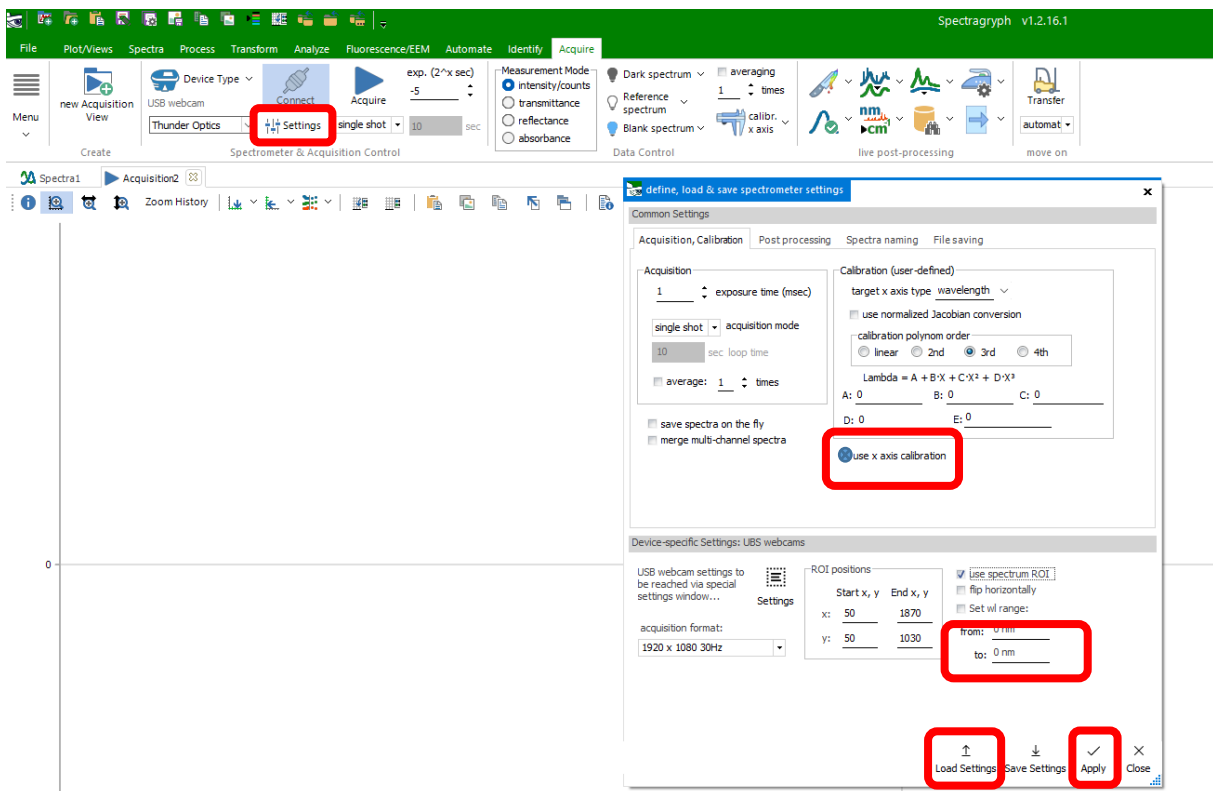 Spectragryph v1.2.16.1
File Plot/Views Spectra Process Transform Analyze Fluorescence/EEM Automate Identify Acquire
Menu
new Acquisition
View
Create
Device Type
USB webcam
Thunder Optics
Connect
Settings
Acquire
single shot
exp. (2^x sec)
-5
10 sec
Spectrometer & Acquisition Control
Measurement Mode
intensity/counts
transmittance
reflectance
absorbance
Dark spectrum
Reference
spectrum
Blank spectrum
averaging
1 times
calibr.
x axis
Data Control
nm
cm
live post-processing
Transfer
automat
move on
Spectra1 Acquisition2
Zoom History
0
define, load & save spectrometer settings
x
Common Settings
Acquisition, Calibration Post processing Spectra naming File saving
Acquisition
1 exposure time (msec)
single shot acquisition mode
10 sec loop time
average: 1 times
save spectra on the fly
merge multi-channel spectra
Calibration (user-defined)
target x axis type wavelength
use normalized Jacobian conversion
calibration polynom order
linear 2nd 3rd 4th
Lambda = A +B·X + C·X² + D·X³
A: 0 B: 0 C: 0
D: 0 E: 0
use x axis calibration
Device-specific Settings: UBS webcams
USB webcam settings to
be reached via special
settings window...
Settings
acquisition format:
1920 x 1080 30Hz
ROI positions
Start x, y End x, y
x: 50 1870
y: 50 1030
use spectrum ROI
flip horizontally
Set wl range:
from: 0 nm
to: 0 nm
Load Settings Save Settings Apply Close